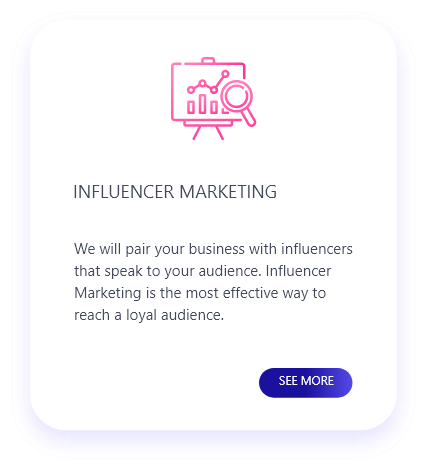 INFLUENCER MARKETING
We will pair your business with influencers
that speak to your audience. Influencer
Marketing is the most effective way to
reach a loyal audience.
SEE MORE